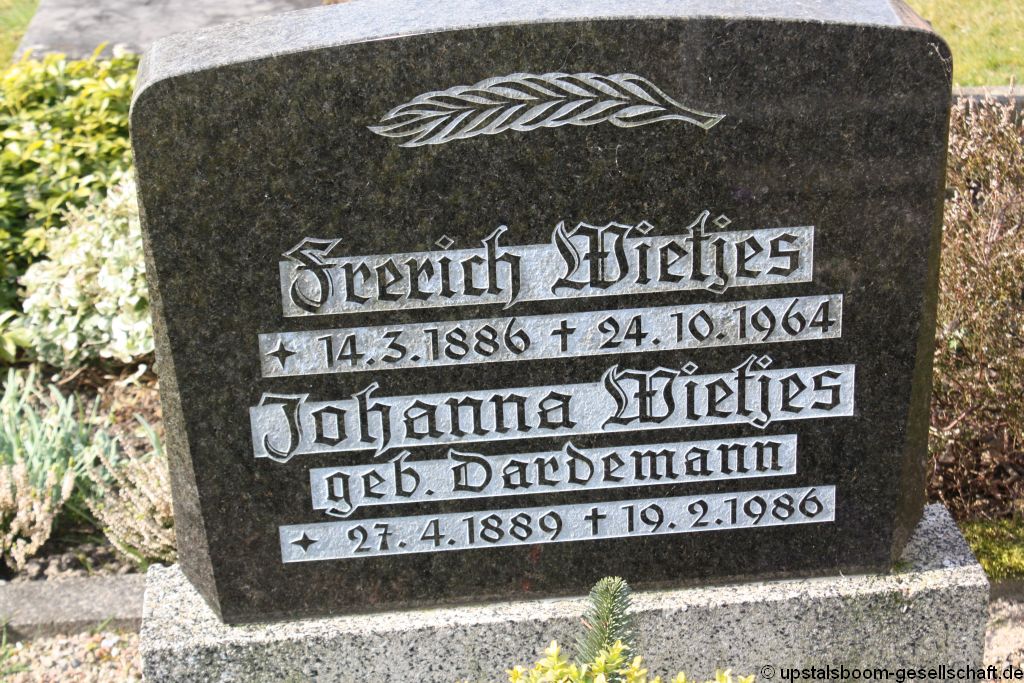 Frerich Wietjes
✦ 14.3.1886 † 24.10.1964
Johanna Wietjes
geb. Dardemann
✦ 27.4.1889 † 19.2.1986
© upstalsboom-gesellschaft.de